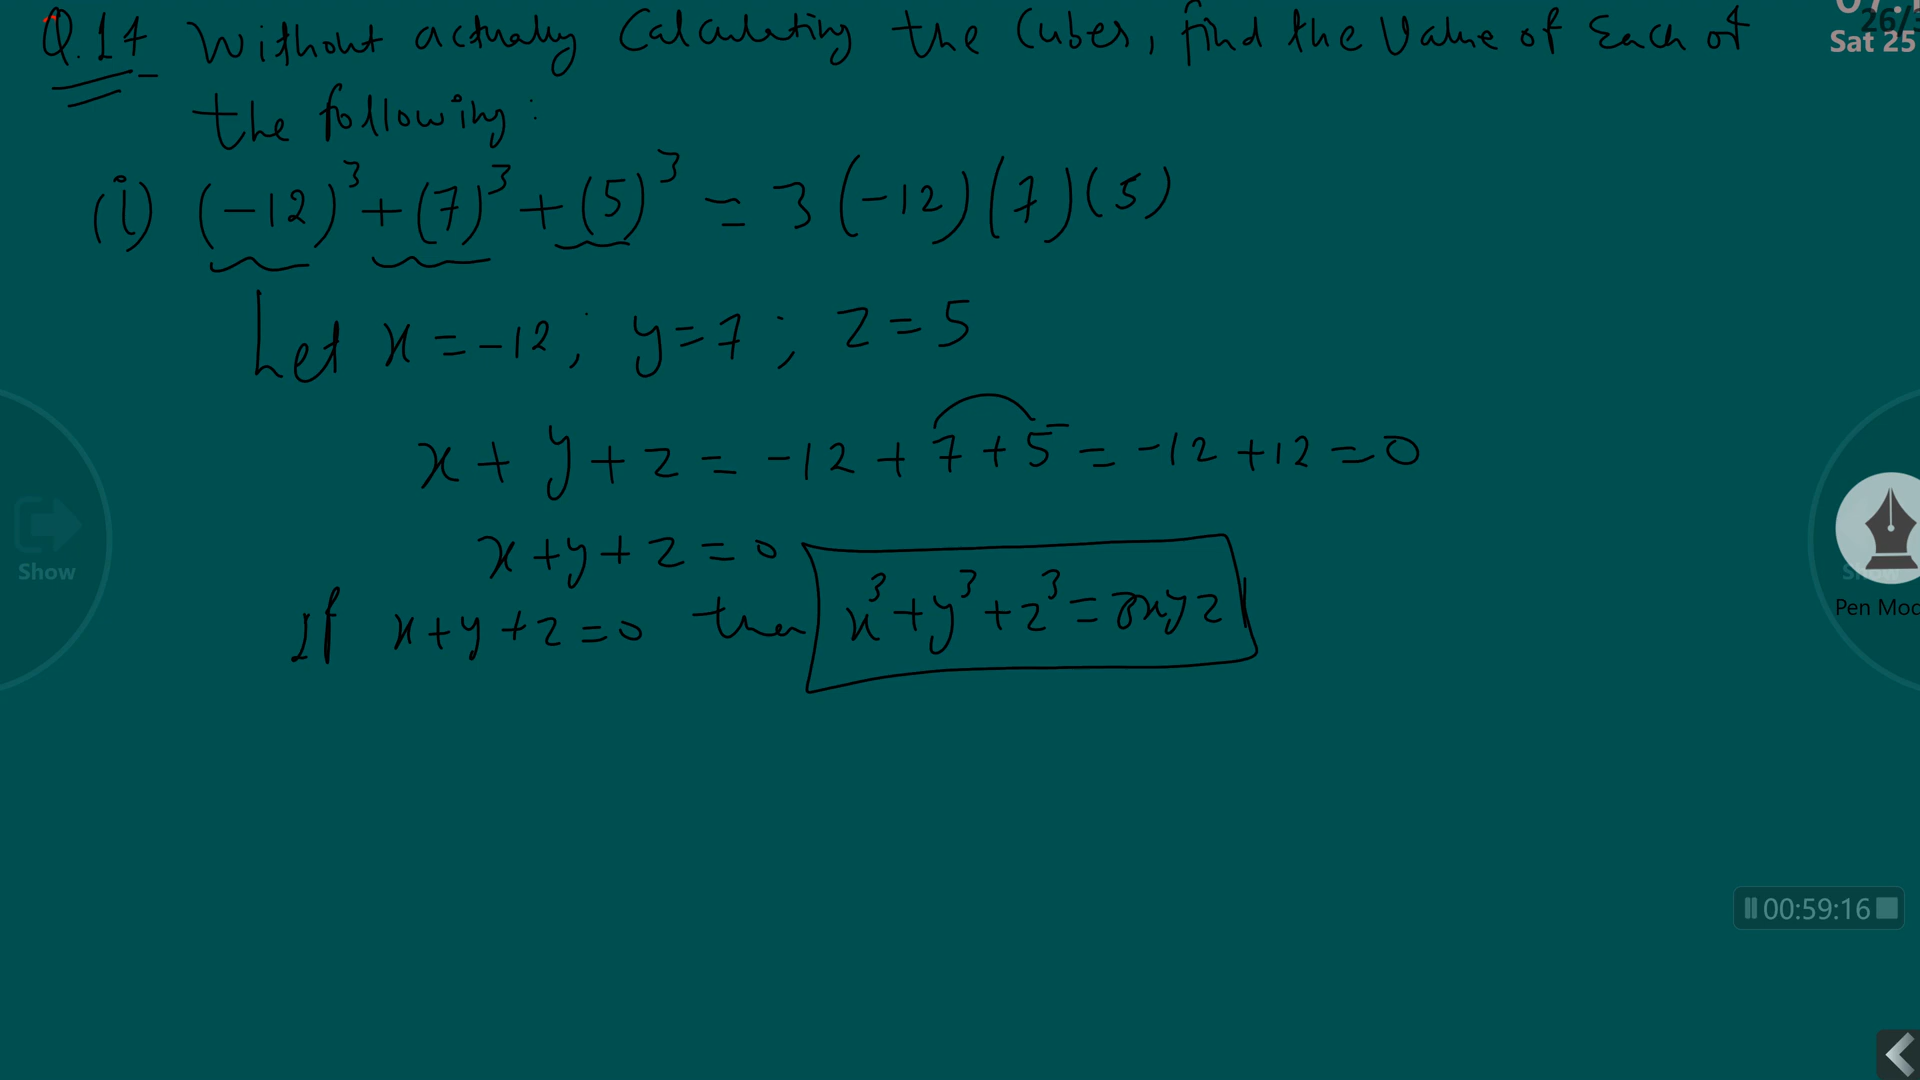 Q.14 Without actually Calculating the Cubes, find the Value of Each of
the following:
(i) (-12)³+(7)³+(5)³ = 3(-12)(7)(5)
Let x=-12; y=7; z=5
x+y+z = -12+7+5 = -12+12=0
x+y+z=0
If x+y+z=0 then x³+y³+z³=3xyz
26/
Sat 25
Show
Pen Mod
00:59:16